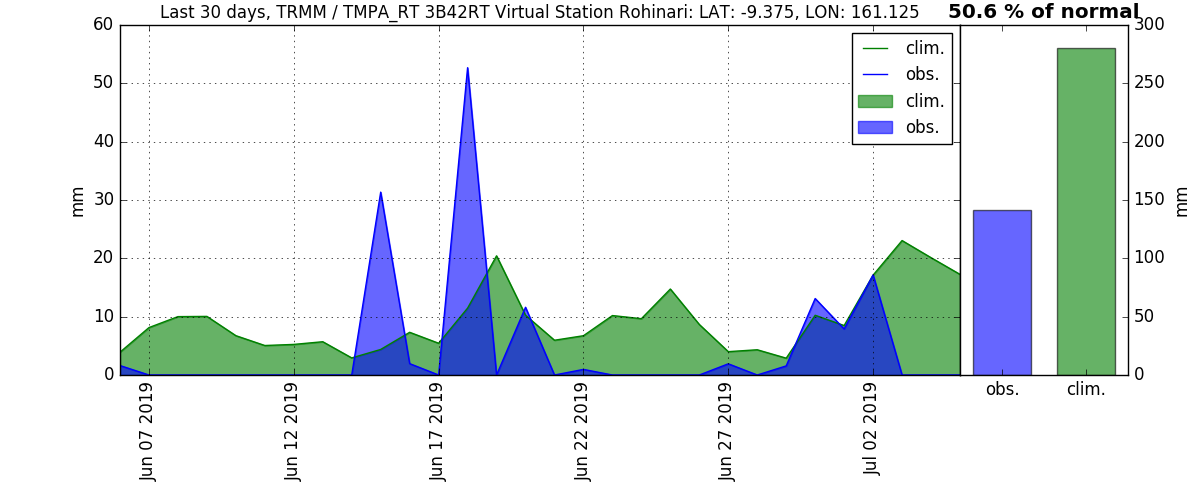 Last 30 days, TRMM / TMPA_RT 3B42RT Virtual Station Rohinari: LAT: -9.375, LON: 161.125
50.6 % of normal
clim.
obs.
clim.
obs.
mm
60
50
40
30
20
10
0
Jun 07 2019
Jun 12 2019
Jun 17 2019
Jun 22 2019
Jun 27 2019
Jul 02 2019
300
250
200
150
100
50
0
mm
obs.
clim.